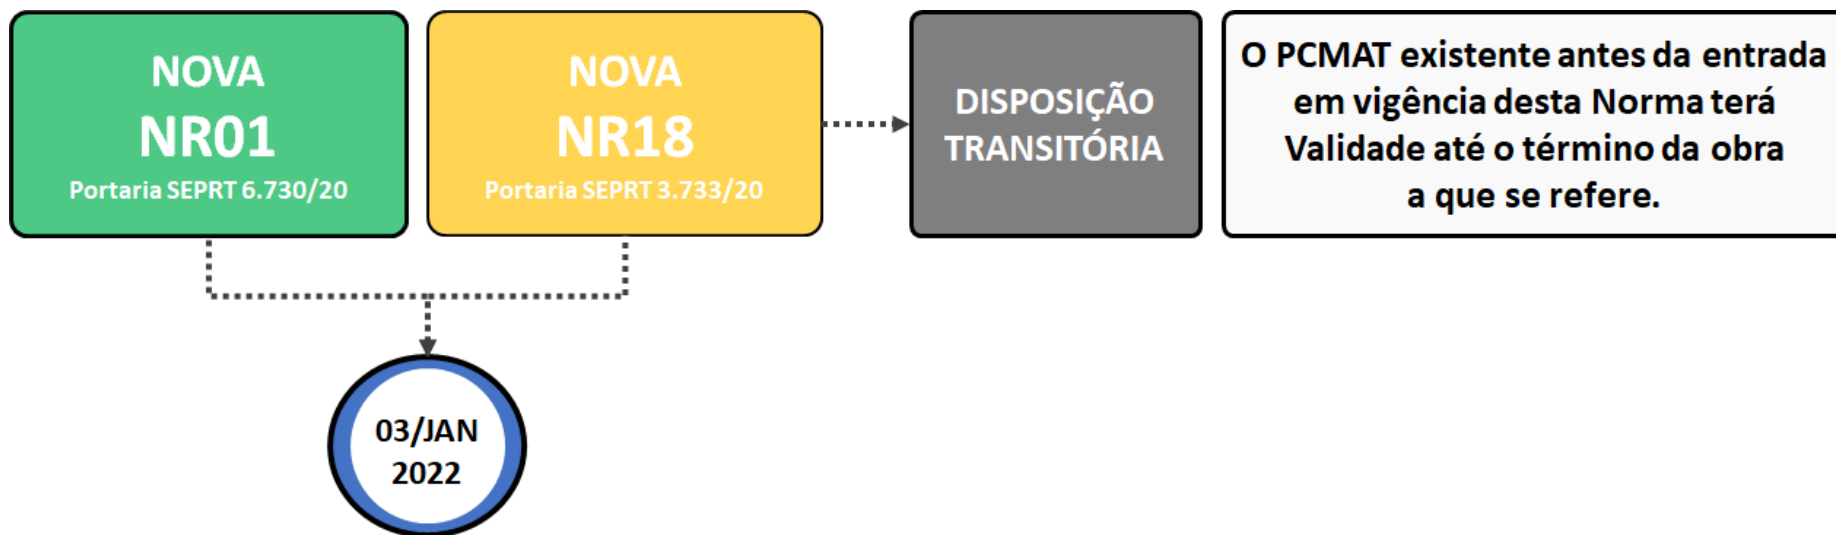 NOVA
NR01
Portaria SEPRT 6.730/20
NOVA
NR18
Portaria SEPRT 3.733/20
DISPOSIÇÃO
TRANSITÓRIA
O PCMAT existente antes da entrada
em vigência desta Norma terá
Validade até o término da obra
a que se refere.
03/JAN
2022